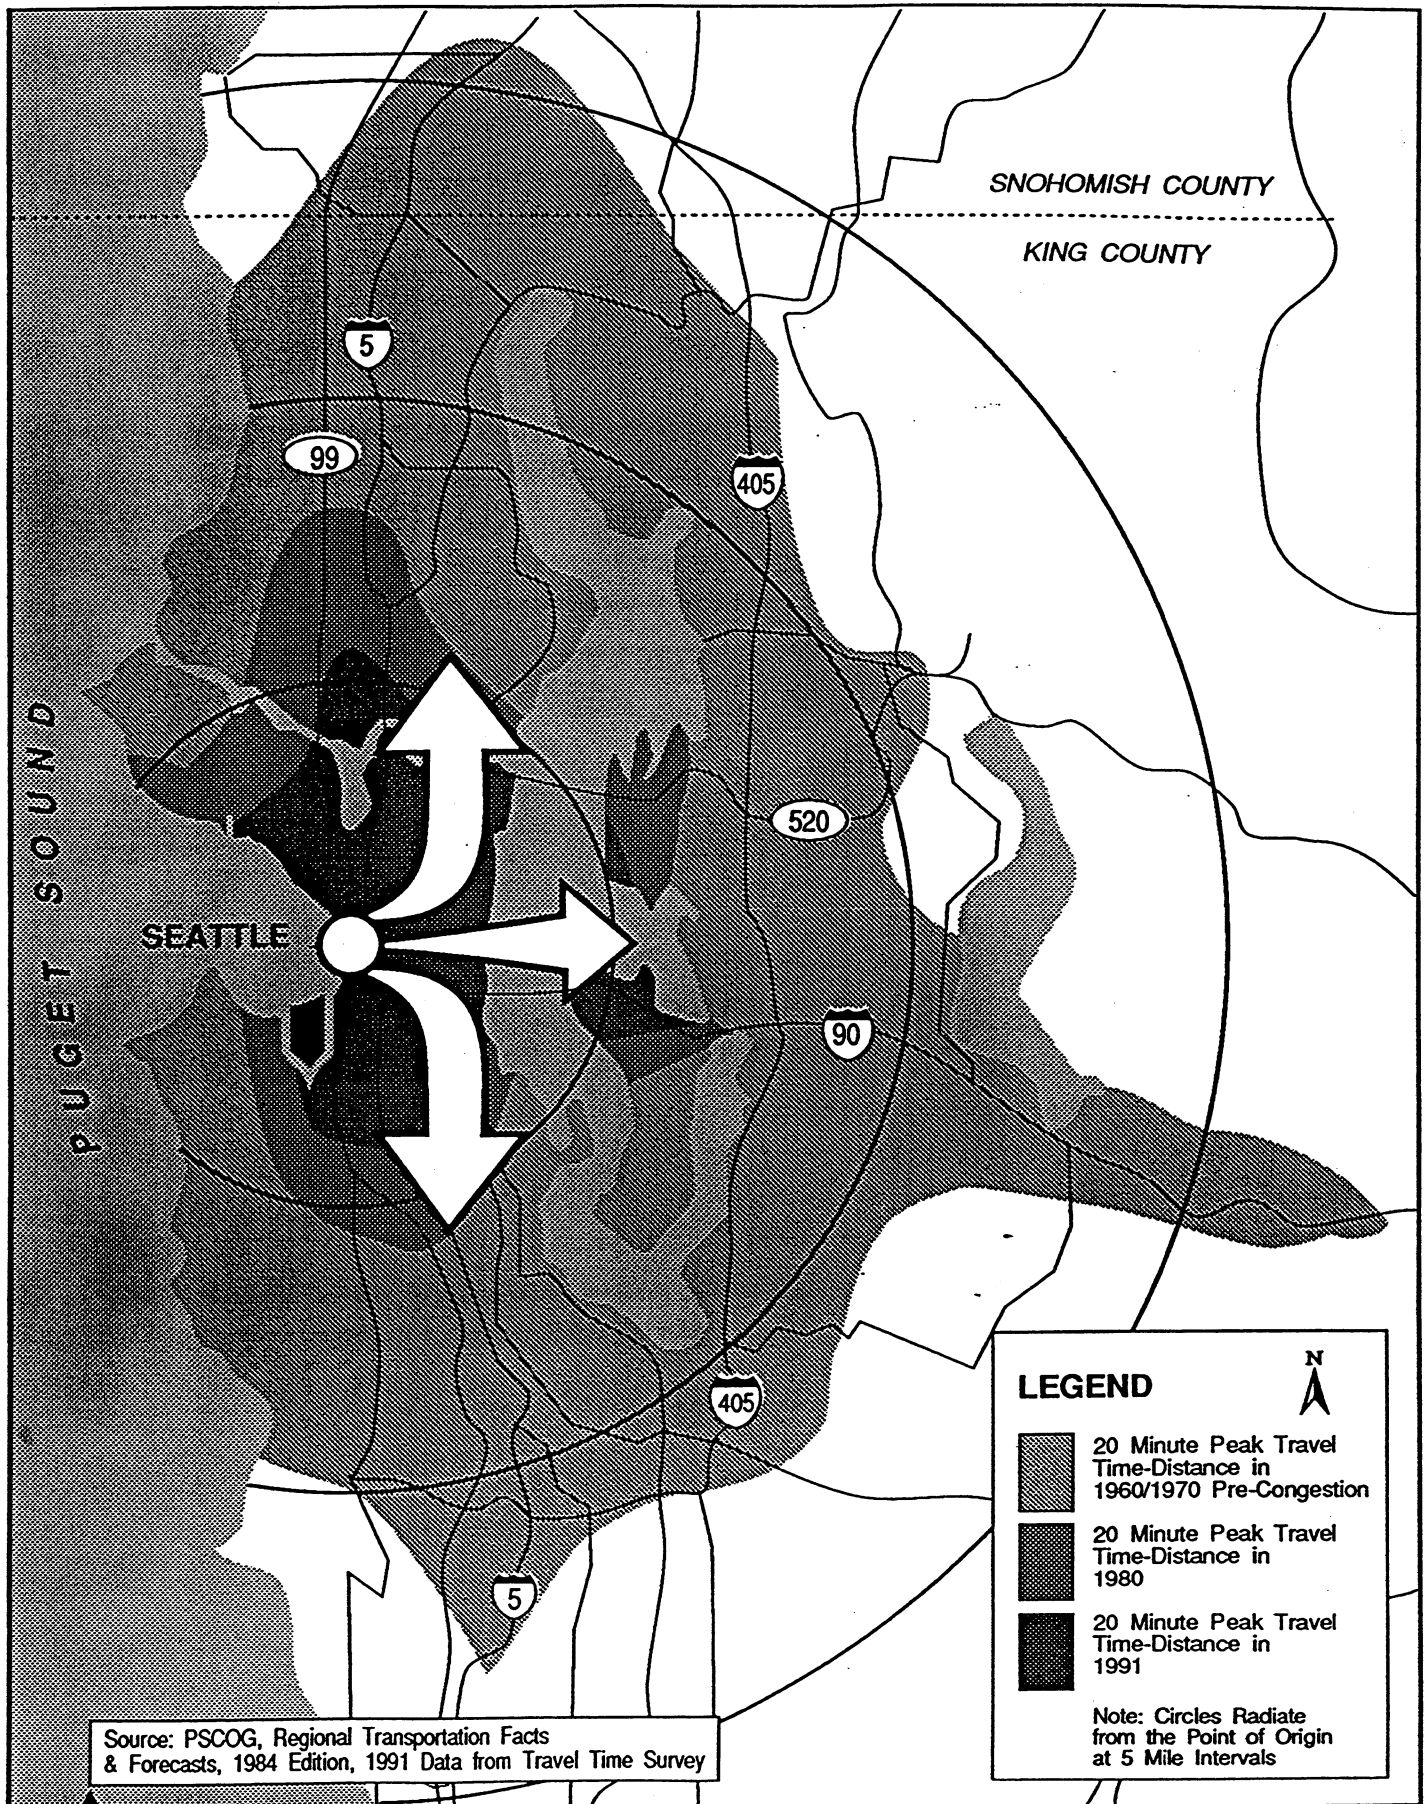 SNOHOMISH COUNTY
KING COUNTY
5
99
405
520
PUGET SOUND
SEATTLE
90
405
5
N
LEGEND
20 Minute Peak Travel
Time-Distance in
1960/1970 Pre-Congestion
20 Minute Peak Travel
Time-Distance in
1980
20 Minute Peak Travel
Time-Distance in
1991
Note: Circles Radiate
from the Point of Origin
at 5 Mile Intervals
Source: PSCOG, Regional Transportation Facts
& Forecasts, 1984 Edition, 1991 Data from Travel Time Survey